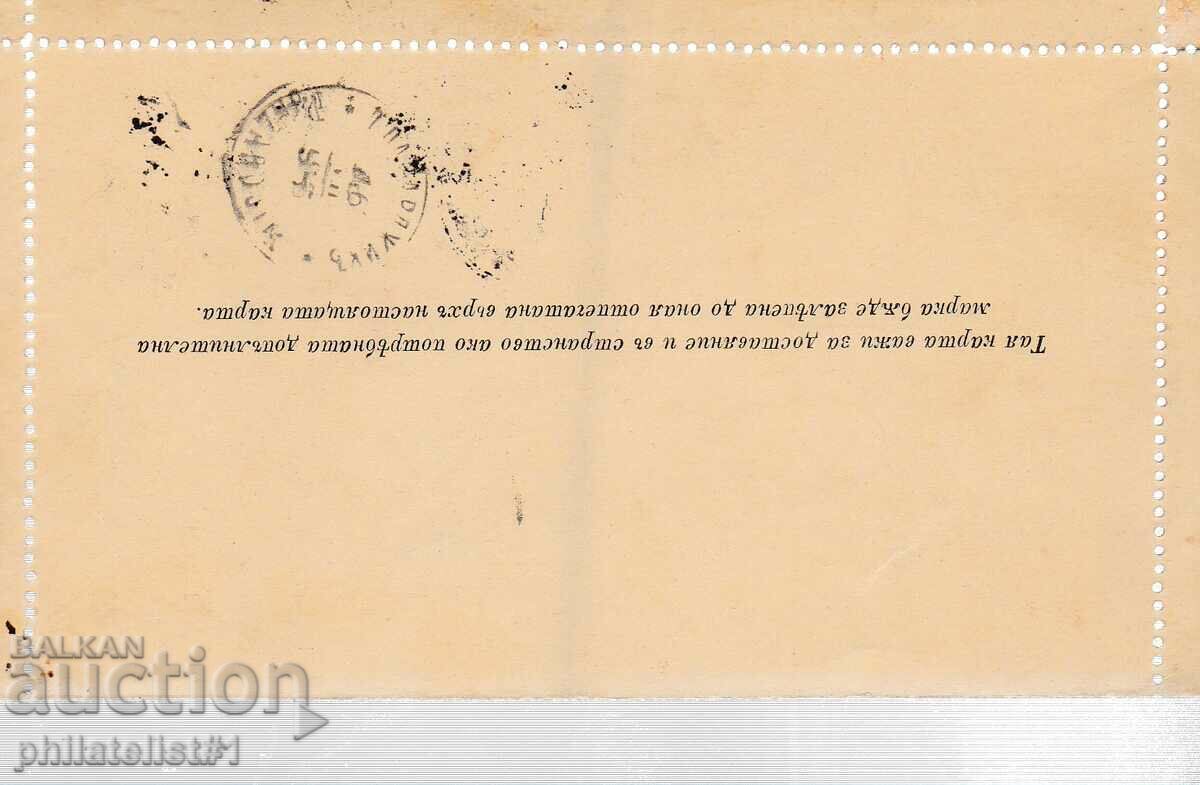 Тая карта важи за доставяние и въ странство ако потрѣбната допълнителна
марка бѫде залѣпена до оная отпечатана върхъ настоящата карта.
BALKAN
auction
philatelist#1